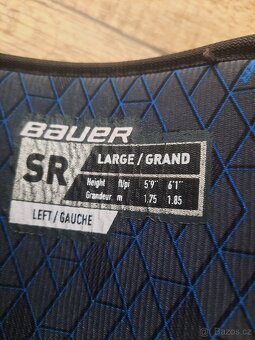 BAUER
SR
LARGE / GRAND
Height ft/pi 5'9" 6'1"
Grandeur m 1.75 1.85
LEFT / GAUCHE
Bazoš.cz